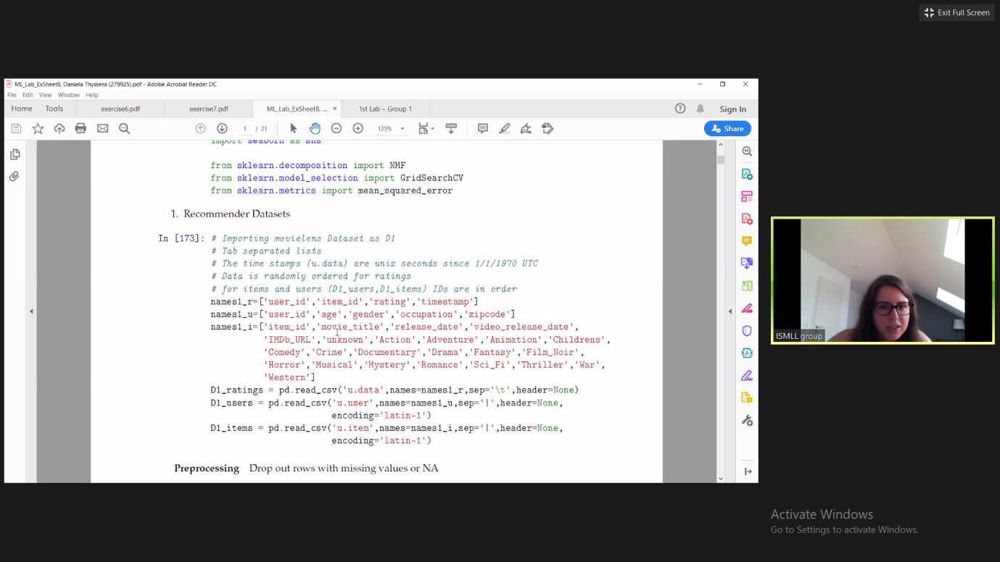 Exit Full Screen
ML_Lab_ExSheet8, Daniela Thyssens (279925).pdf - Adobe Acrobat Reader DC
File Edit View Window Help
Home Tools exercise6.pdf exercise7.pdf ML_Lab_ExSheet8, ... × 1st Lab – Group 1 Sign In
1 / 21 125% Share
import seaborn as sns
from sklearn.decomposition import NMF
from sklearn.model_selection import GridSearchCV
from sklearn.metrics import mean_squared_error
1. Recommender Datasets
In [173]: # Importing movielens Dataset as D1
# Tab separated lists
# The time stamps (u.data) are unix seconds since 1/1/1970 UTC
# Data is randomly ordered for ratings
# for items and users (D1_users,D1_items) IDs are in order
names1_r=['user_id','item_id','rating','timestamp']
names1_u=['user_id','age','gender','occupation','zipcode']
names1_i=['item_id','movie_title','release_date','video_release_date',
'IMDb_URL','unknown','Action','Adventure','Animation','Childrens',
'Comedy','Crime','Documentary','Drama','Fantasy','Film_Noir',
'Horror','Musical','Mystery','Romance','Sci_Fi','Thriller','War',
'Western']
D1_ratings = pd.read_csv('u.data',names=names1_r,sep='\t',header=None)
D1_users = pd.read_csv('u.user',names=names1_u,sep='|',header=None,
encoding='latin-1')
D1_items = pd.read_csv('u.item',names=names1_i,sep='|',header=None,
encoding='latin-1')
Preprocessing Drop out rows with missing values or NA
ISMLL group
Activate Windows
Go to Settings to activate Windows.